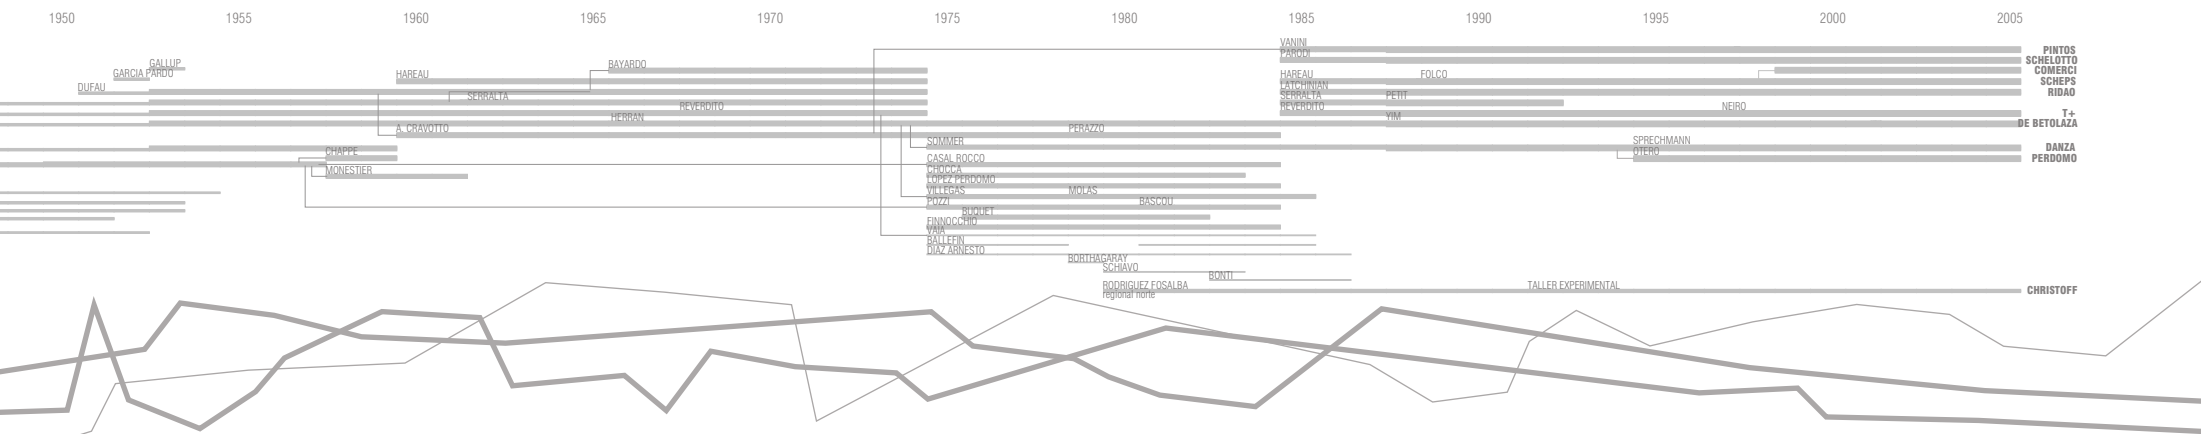 1950 1955 1960 1965 1970 1975 1980 1985 1990 1995 2000 2005
VANINI
PINTOS
PARODI
SCHELOTTO
GALLUP
BAYARDO
COMERCI
GARCIA PARDO
HAREAU
HAREAU
FOLCO
SCHEPS
DUFAU
LATCHINIAN
RIDAO
SERRALTA
SERRALTA
PETIT
REVERDITO
REVERDITO
NEIRO
T+
HERRAN
YIM
DE BETOLAZA
A. CRAVOTTO
PERAZZO
SOMMER
SPRECHMANN
DANZA
CHAPPE
OTERO
PERDOMO
CASAL ROCCO
MONESTIER
CHOCCA
LOPEZ PERDOMO
VILLEGAS
MOLAS
POZZI
BASCOU
BUQUET
FINNOCCHIO
VAIA
BALLEFIN
DIAZ ARNESTO
BORTHAGARAY
SCHIAVO
BONTI
RODRIGUEZ FOSALBA
TALLER EXPERIMENTAL
CHRISTOFF
regional norte